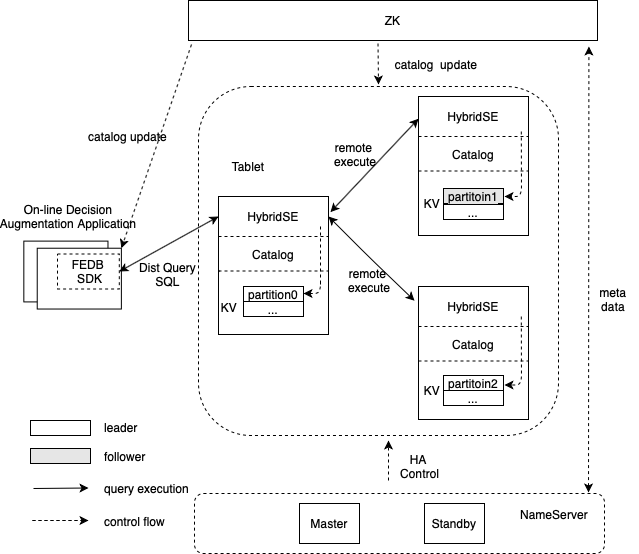 ZK
catalog update
catalog update
Tablet
remote
execute
HybridSE
Catalog
KV
partitoin1
...
On-line Decision
Augmentation Application
FEDB
SDK
Dist Query
SQL
HybridSE
Catalog
KV
partition0
...
remote
execute
HybridSE
Catalog
KV
partitoin2
...
meta
data
leader
follower
query execution
control flow
HA
Control
Master
Standby
NameServer